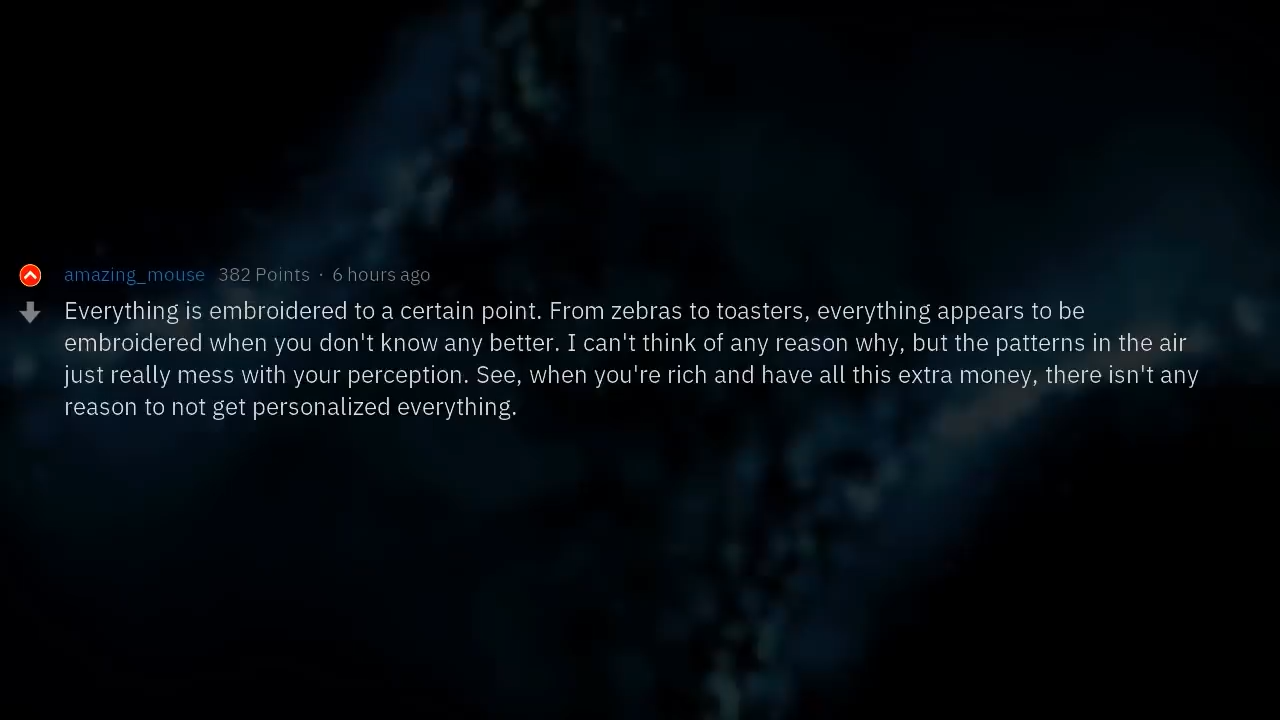 amazing_mouse 382 Points · 6 hours ago
Everything is embroidered to a certain point. From zebras to toasters, everything appears to be
embroidered when you don't know any better. I can't think of any reason why, but the patterns in the air
just really mess with your perception. See, when you're rich and have all this extra money, there isn't any
reason to not get personalized everything.